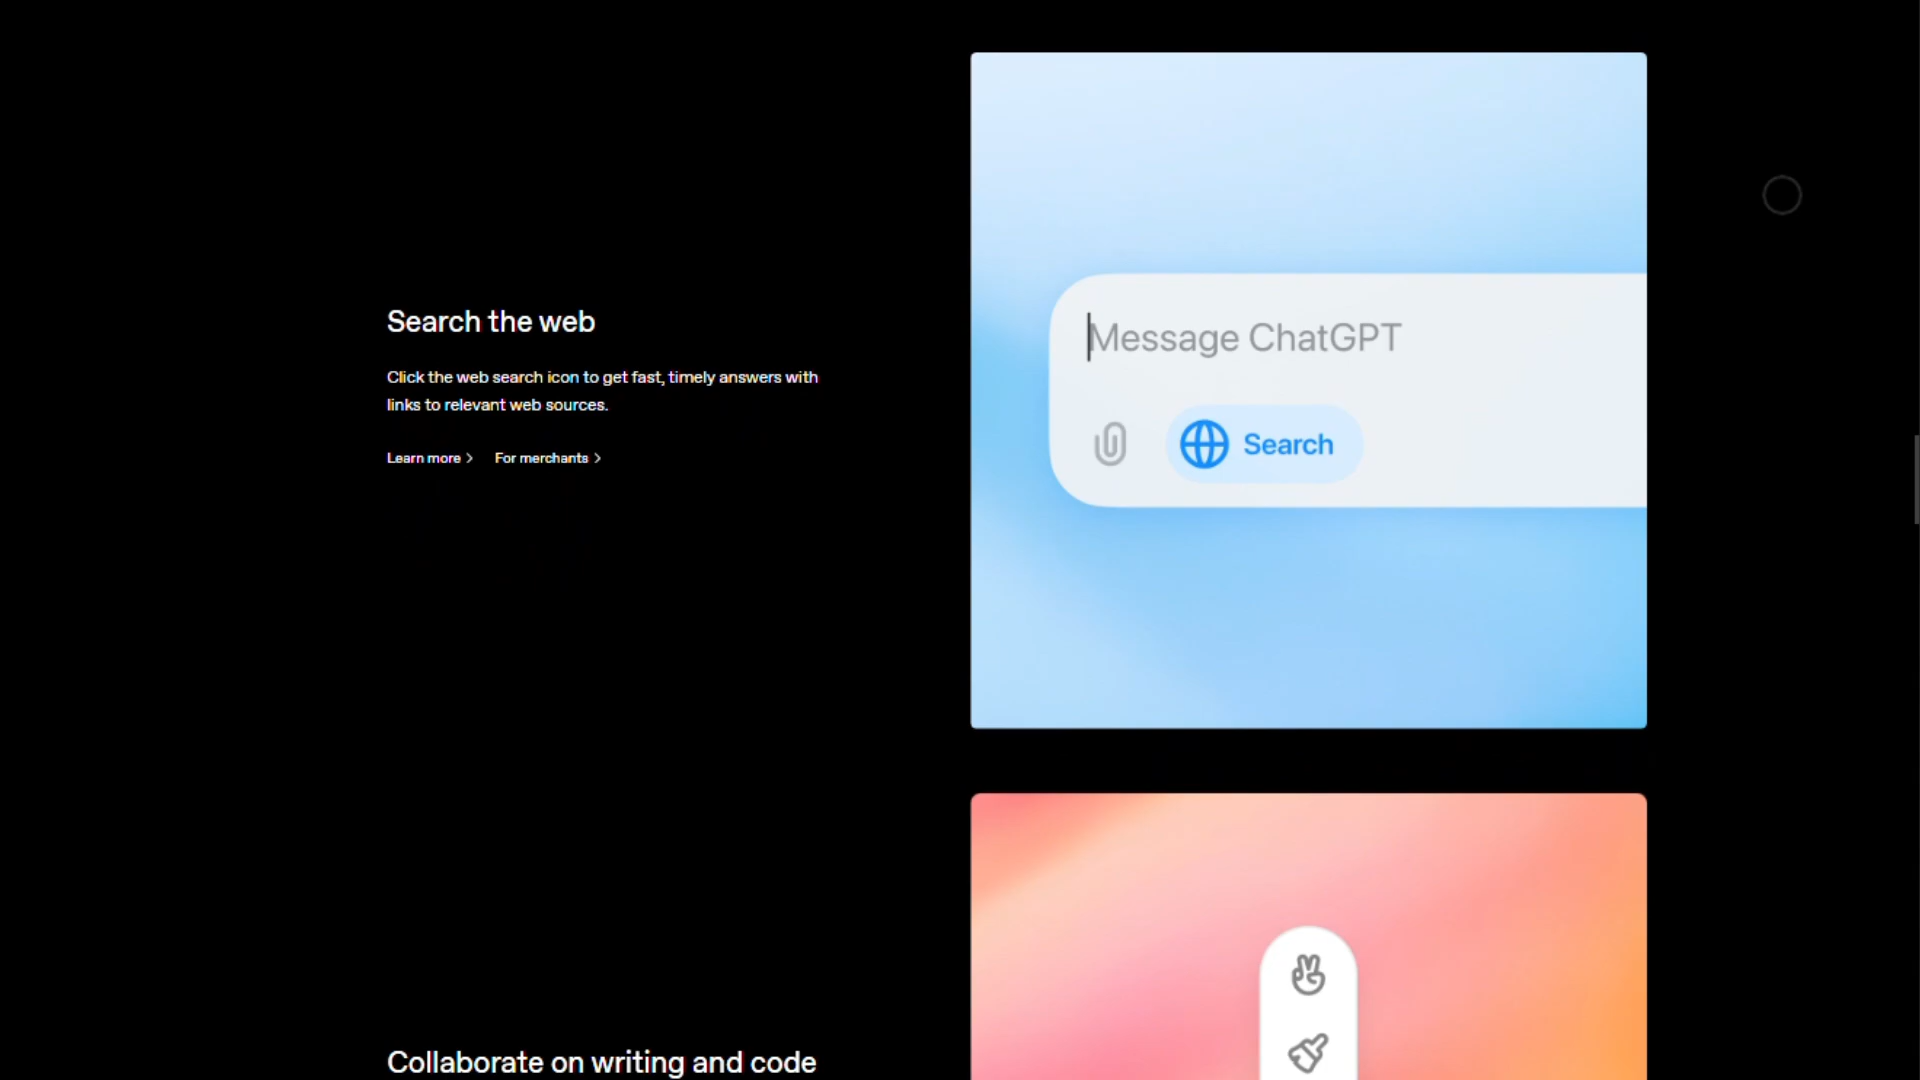 Search the web
Click the web search icon to get fast, timely answers with
links to relevant web sources.
Learn more
For merchants
Message ChatGPT
Search
Collaborate on writing and code